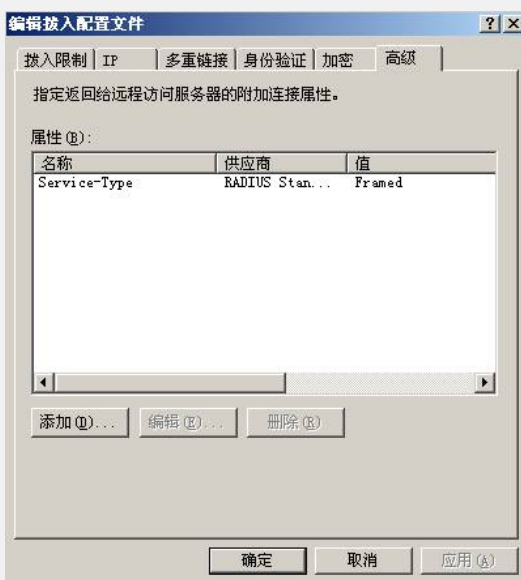 编辑拨入配置文件
拨入限制 IP 多重链接 身份验证 加密 高级
指定返回给远程访问服务器的附加连接属性。
属性(B):
名称 供应商 值
Service-Type RADIUS Stan... Framed
添加(D)... 编辑(E)... 删除(R)
确定 取消 应用(A)